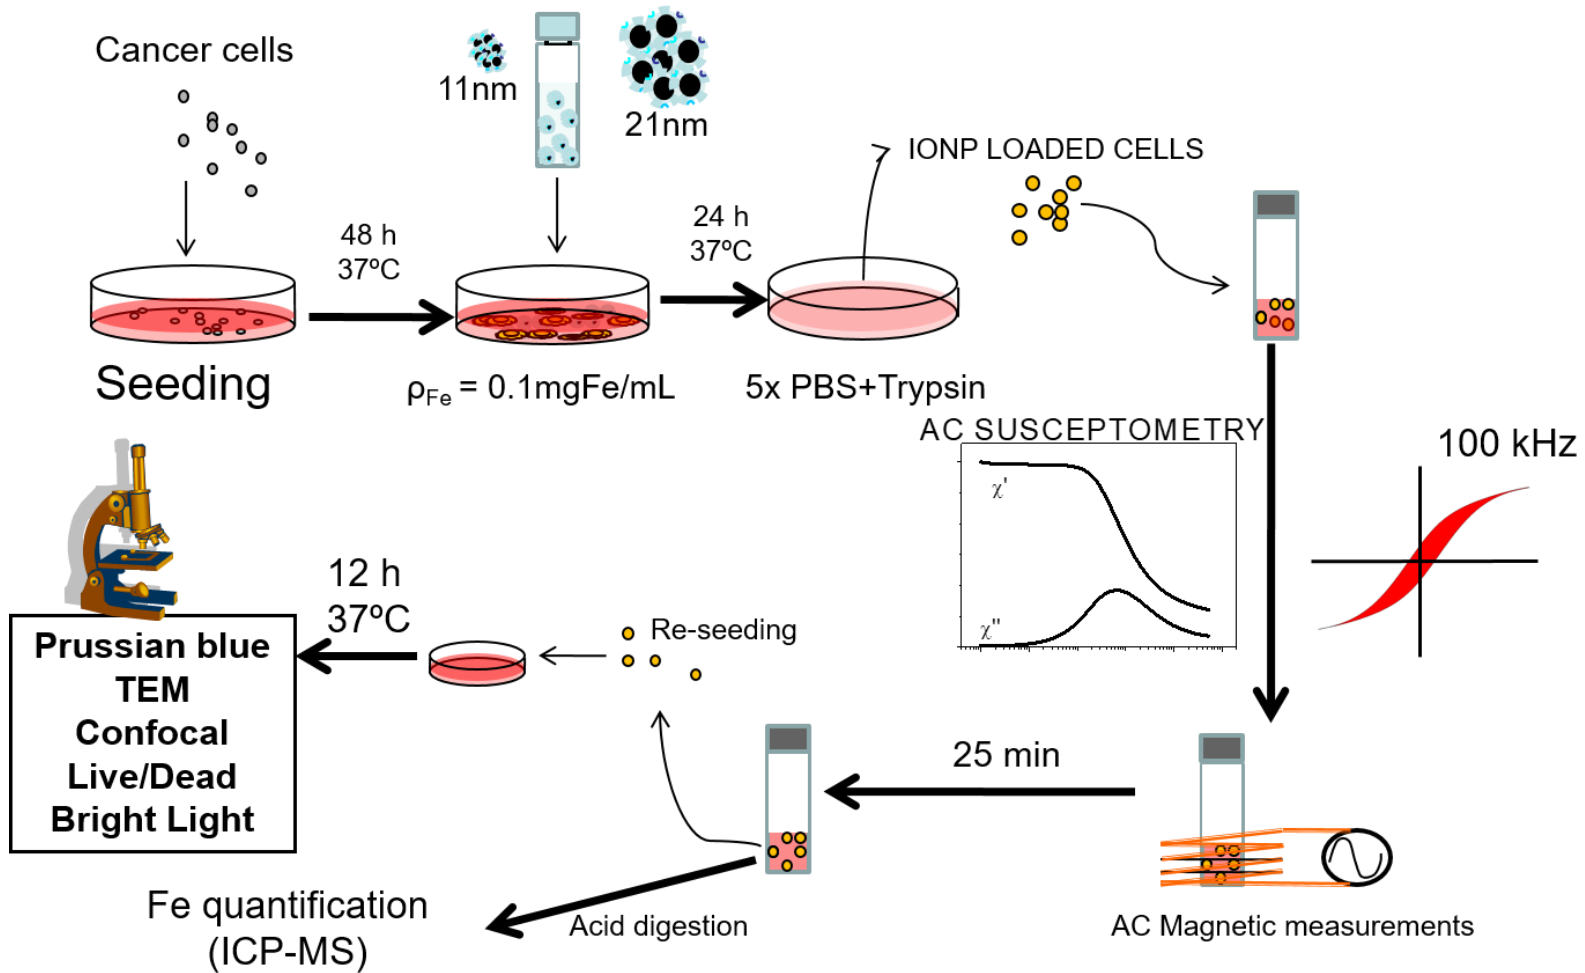 Cancer cells
11nm
21nm
IONP LOADED CELLS
48 h
37ºC
24 h
37ºC
Seeding
ρFe = 0.1mgFe/mL
5x PBS+Trypsin
AC SUSCEPTOMETRY
χ'
χ''
100 kHz
12 h
37ºC
Re-seeding
Prussian blue
TEM
Confocal
Live/Dead
Bright Light
25 min
Fe quantification
(ICP-MS)
Acid digestion
AC Magnetic measurements